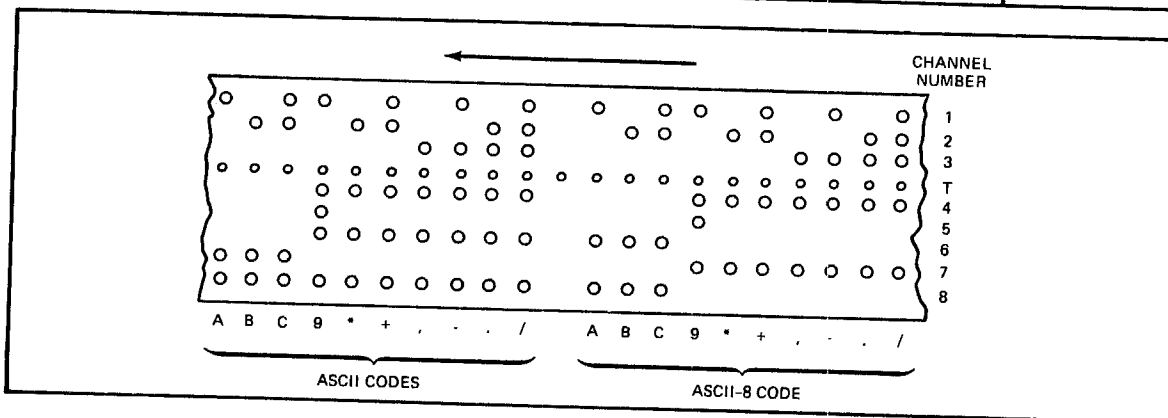 CHANNEL
NUMBER
1
2
3
T
4
5
6
7
8
A B C 9 * + , - . / A B C 9 * + , - . /
ASCII CODES ASCII-8 CODE